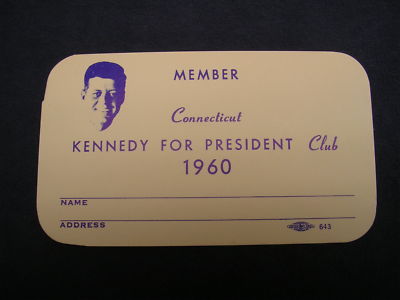 MEMBER
Connecticut
KENNEDY FOR PRESIDENT Club
1960
NAME
ADDRESS
643